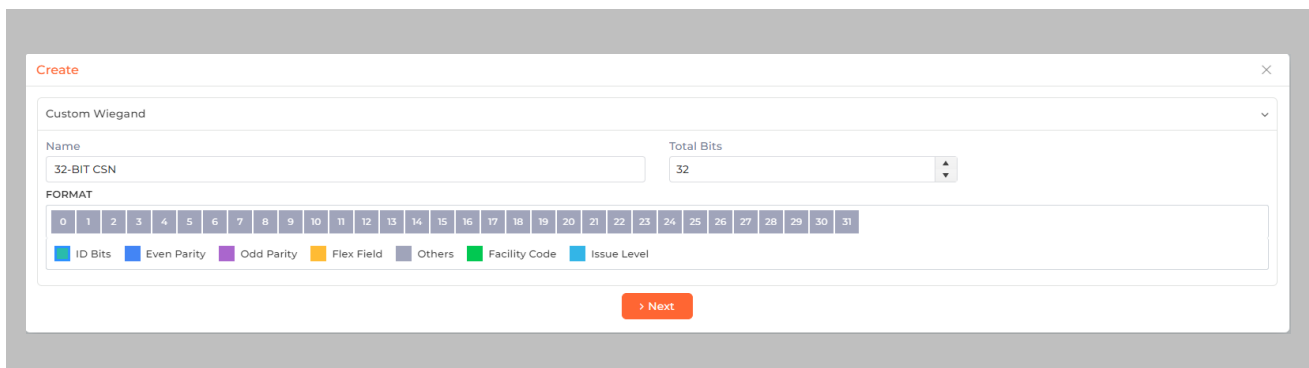 Create
Custom Wiegand
Name Total Bits
32-BIT CSN 32
FORMAT
0 1 2 3 4 5 6 7 8 9 10 11 12 13 14 15 16 17 18 19 20 21 22 23 24 25 26 27 28 29 30 31
ID Bits Even Parity Odd Parity Flex Field Others Facility Code Issue Level
> Next